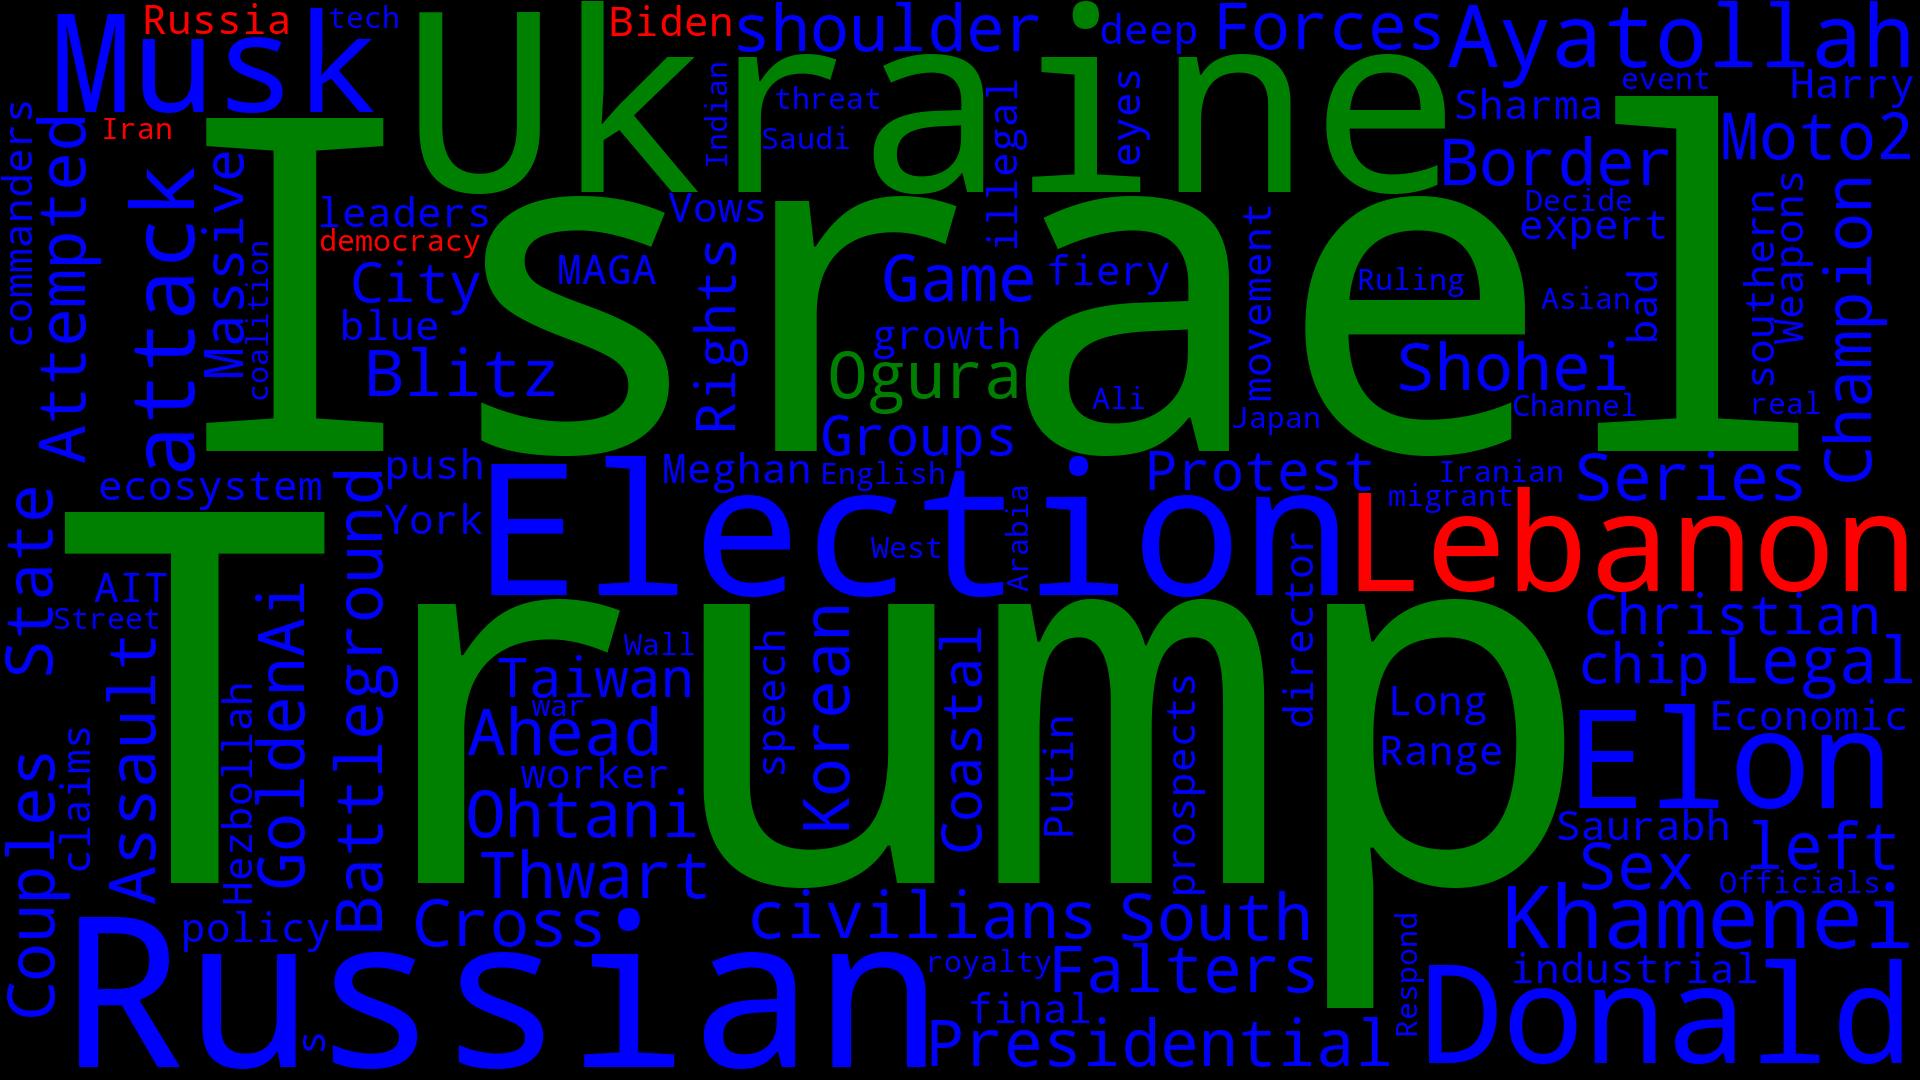 Russia
tech
Biden
shoulder
deep
Forces
Ayatollah
Musk
Ukraine
event
Harry
Indian
threat
eyes
Sharma
Iran
commanders
Attempted
Saudi
illegal
Border
Moto2
attack
Massive
Israel
leaders
Vows
Decide
expert
southern
Weapons
Champion
democracy
coalition
City
MAGA
Rights
Game
fiery
movement
Ruling
Asian
bad
blue
growth
Blitz
Ogura
Ali
Shohei
Channel
real
Japan
Groups
push
Meghan
English
Protest
Iranian
Series
ecosystem
migrant
State
Battleground
York
Election
Arabia
Lebanon
West
director
AIT
Street
GoldenAi
Christian
Trump
Assault
Wall
speech
Korean
Coastal
chip
Legal
Taiwan
Hezbollah
war
Putin
prospects
Long
Elon
Economic
Ahead
Range
claims
Couples
worker
Ohtani
Saurabh
left
Thwart
Sex
Officials
policy
Cross
civilians
South
Khamenei
Russian
royalty
Falters
Respond
industrial
Donald
final
s
Presidential